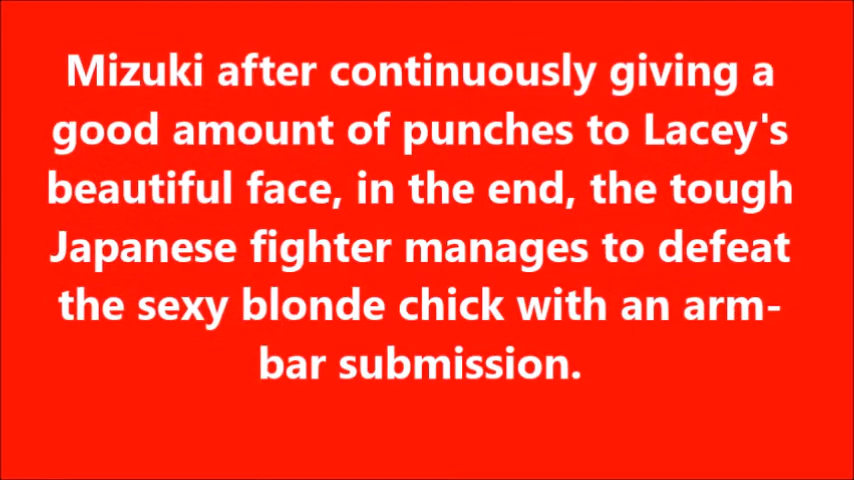 Mizuki after continuously giving a
good amount of punches to Lacey's
beautiful face, in the end, the tough
Japanese fighter manages to defeat
the sexy blonde chick with an arm-
bar submission.